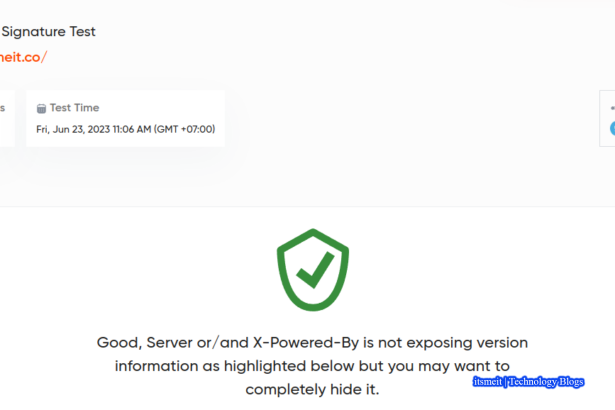 Signature Test
neit.co/
s
Test Time
Fri, Jun 23, 2023 11:06 AM (GMT +07:00)
Good, Server or/and X-Powered-By is not exposing version
information as highlighted below but you may want to
completely hide it.
itsmeit | Technology Blogs